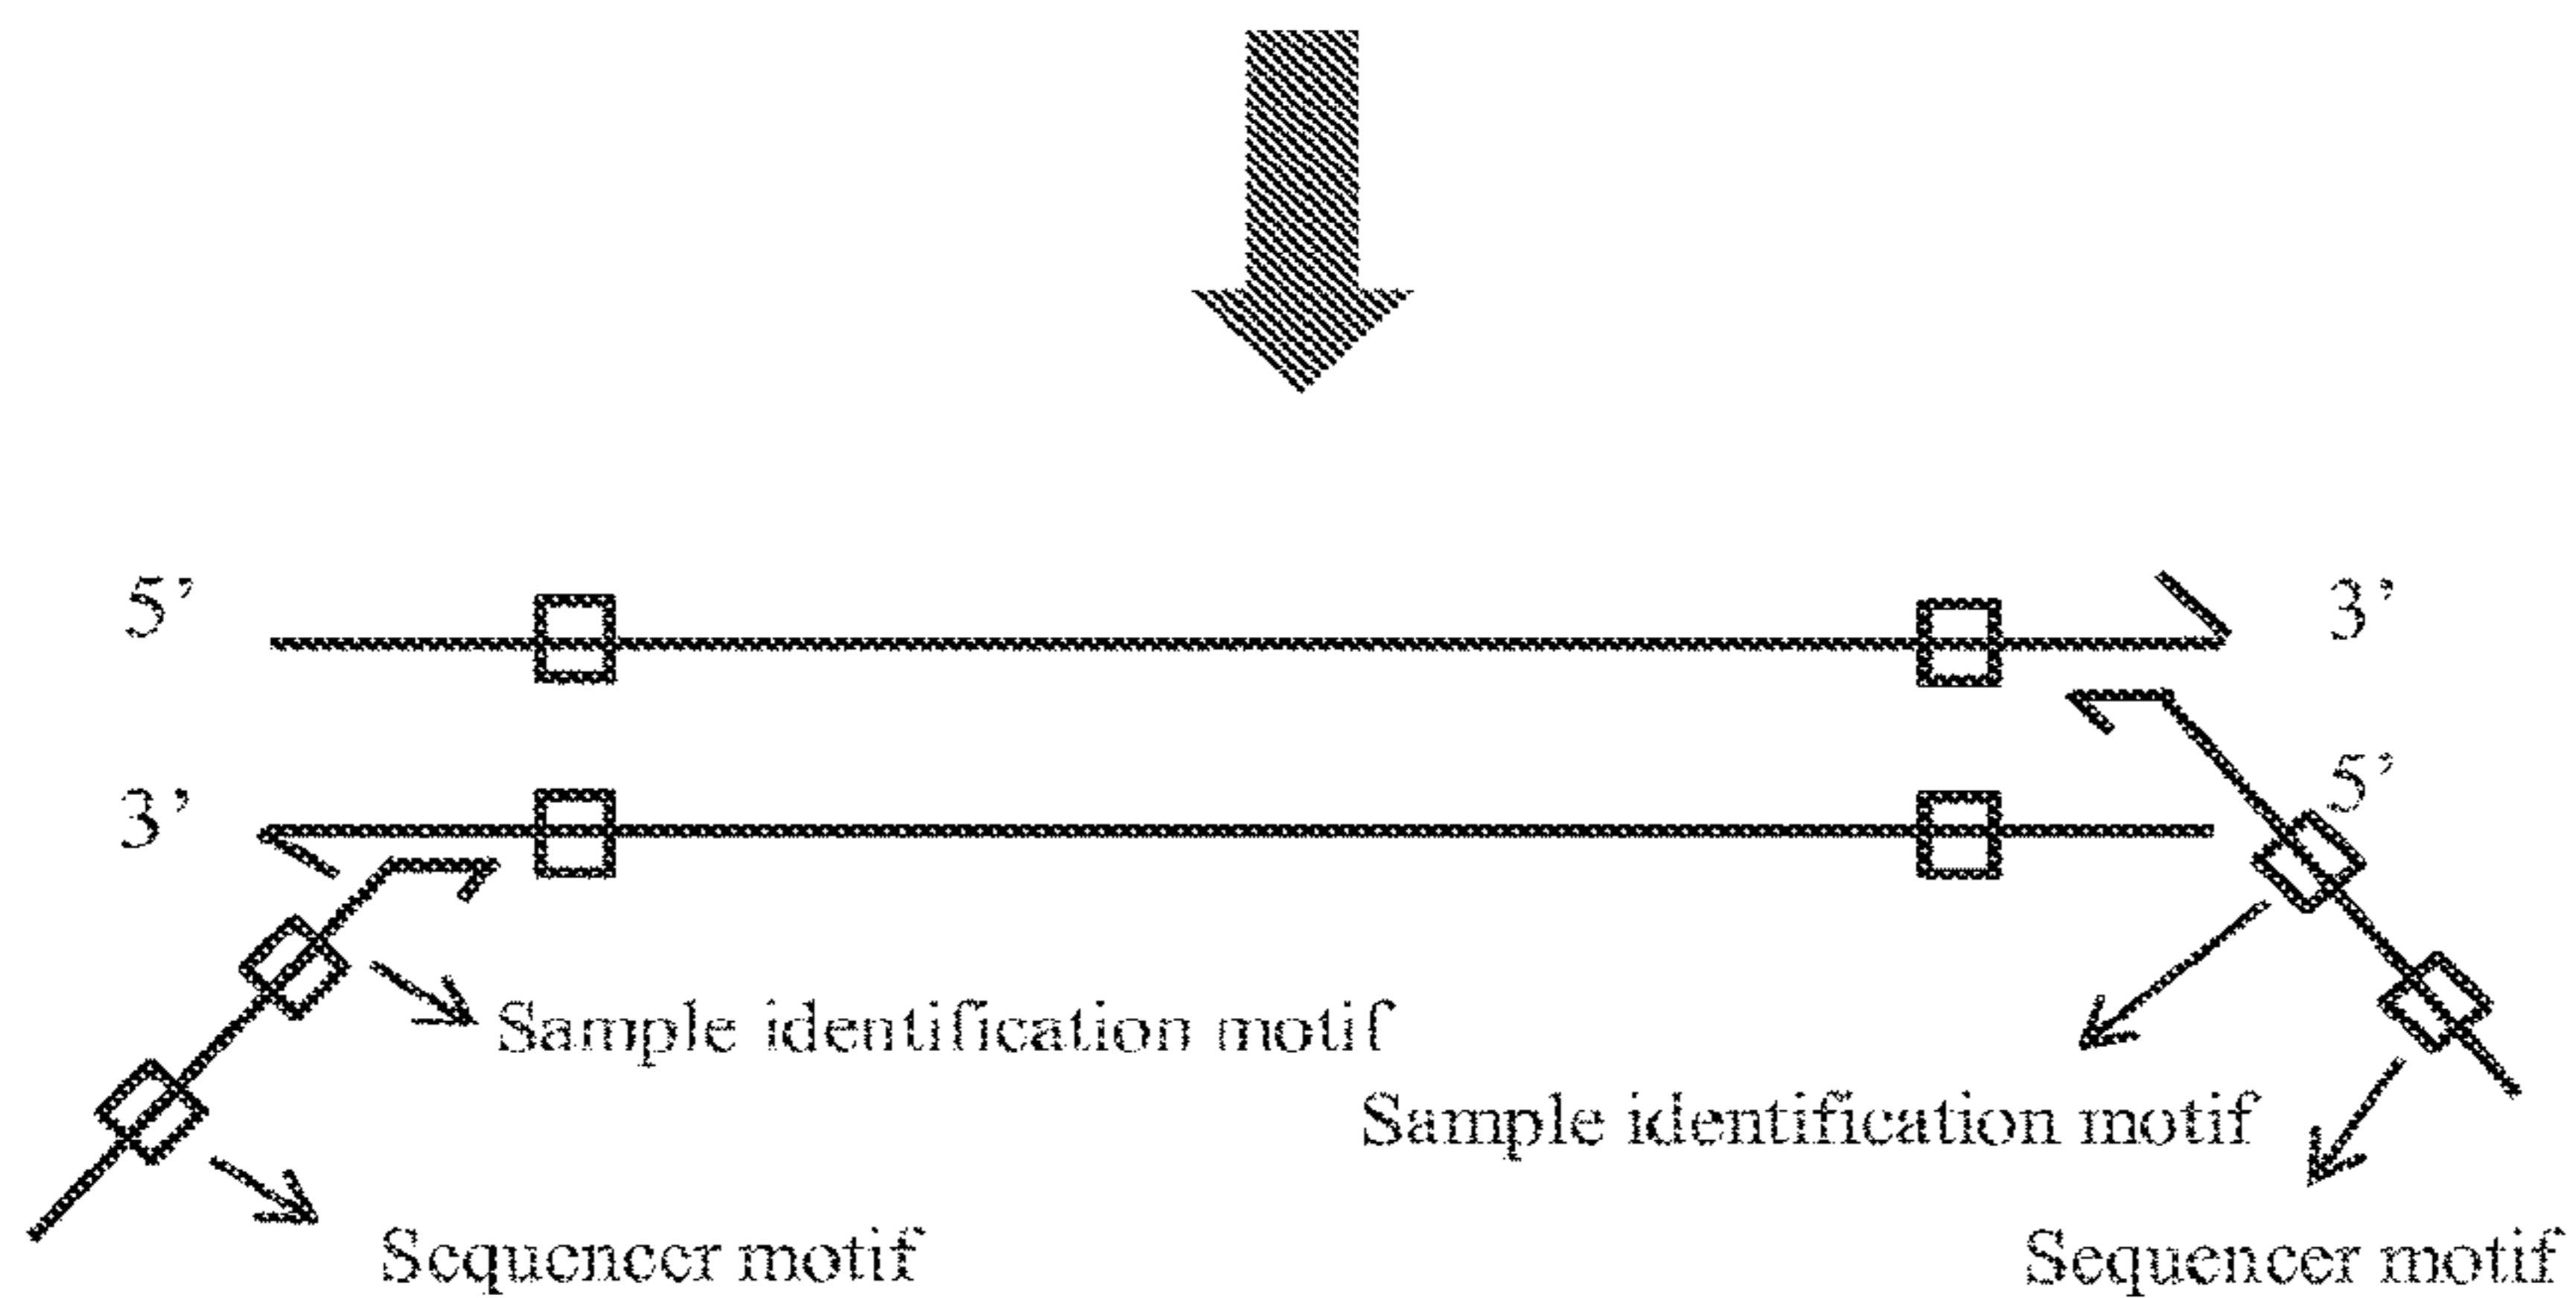 5’
3’
5’
3’
Sample identification motif
Sample identification motif
Sequencer motif
Sequencer motif